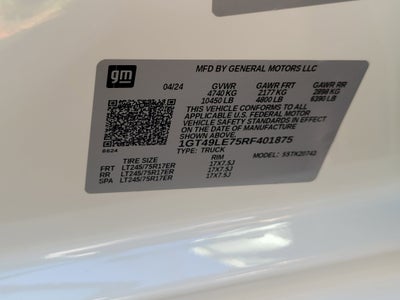 gm
MFD BY GENERAL MOTORS LLC
04/24 GVWR GAWR FRT GAWR RR
4740 KG 2177 KG 2898 KG
10450 LB 4800 LB 6390 LB
THIS VEHICLE CONFORMS TO ALL
APPLICABLE U.S. FEDERAL MOTOR
VEHICLE SAFETY STANDARDS IN EFFECT
ON THE DATE OF MANUFACTURE
SHOWN ABOVE.
1GT49LE75RF401875
TYPE: TRUCK MODEL:
6624
TIRE SIZE RIM
FRT LT245/75R17ER 17X7.5J
RR LT245/75R17ER 17X7.5J
SPA LT245/75R17ER 17X7.5J